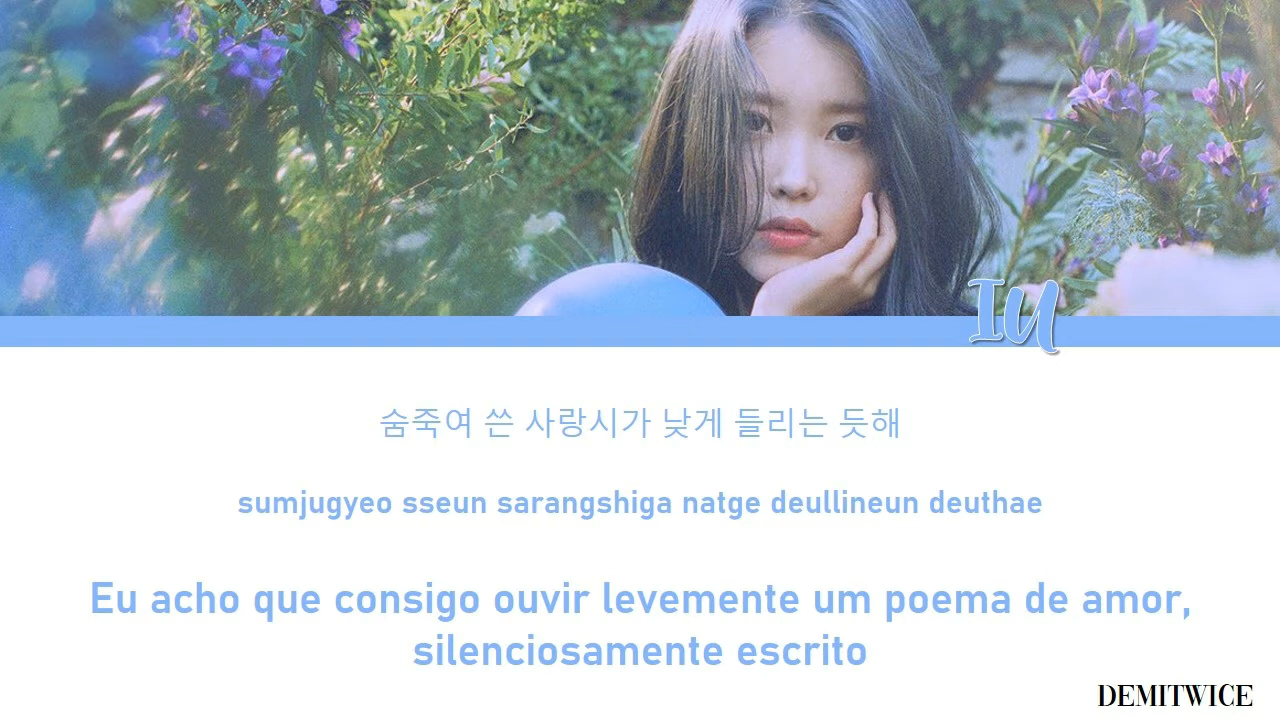 IU
숨죽여 쓴 사랑시가 낮게 들리는 듯해
sumjugyeo sseun sarangshiga natge deullineun deuthae
Eu acho que consigo ouvir levemente um poema de amor,
silenciosamente escrito
DEMITWICE